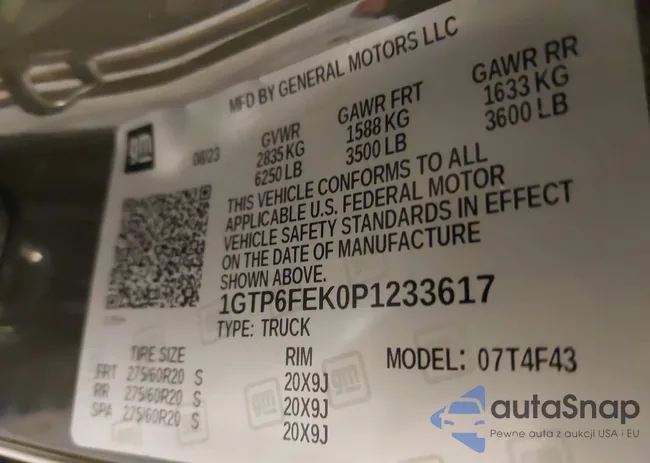 MFD BY GENERAL MOTORS LLC
gm
08/23
GVWR
2835 KG
6250 LB
GAWR FRT
1588 KG
3500 LB
GAWR RR
1633 KG
3600 LB
THIS VEHICLE CONFORMS TO ALL
APPLICABLE U.S. FEDERAL MOTOR
VEHICLE SAFETY STANDARDS IN EFFECT
ON THE DATE OF MANUFACTURE
SHOWN ABOVE.
1GTP6FEK0P1233617
TYPE: TRUCK
TIRE SIZE RIM MODEL: 07T4F43
FRT 275/60R20 S 20X9J
RR 275/60R20 S 20X9J
SPA 275/60R20 S 20X9J
autaSnap
Pewne auta z aukcji USA i EU